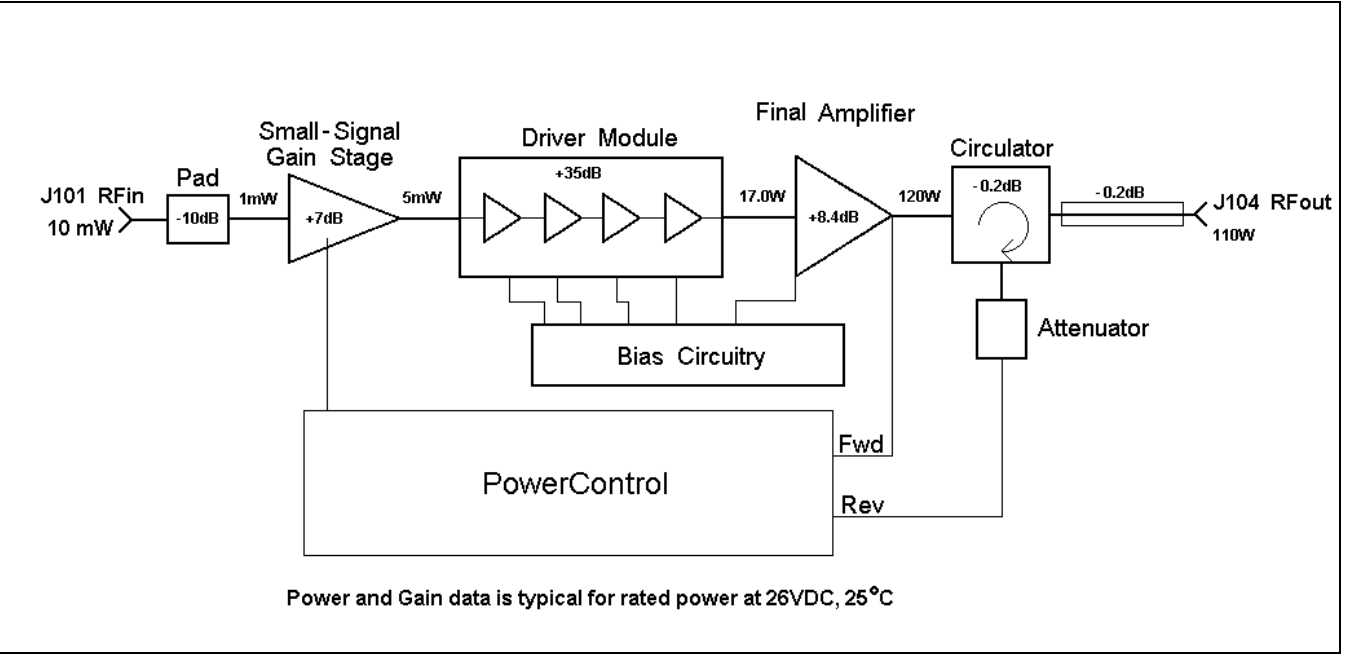 Final Amplifier
Small-Signal
Gain Stage
Driver Module
Circulator
Pad
+35dB
J101 RFin
10 mW
-10dB
1mW
+7dB
5mW
17.0W
+8.4dB
120W
-0.2dB
-0.2dB
J104 RFout
110W
Attenuator
Bias Circuitry
Fwd
PowerControl
Rev
Power and Gain data is typical for rated power at 26VDC, 25°C